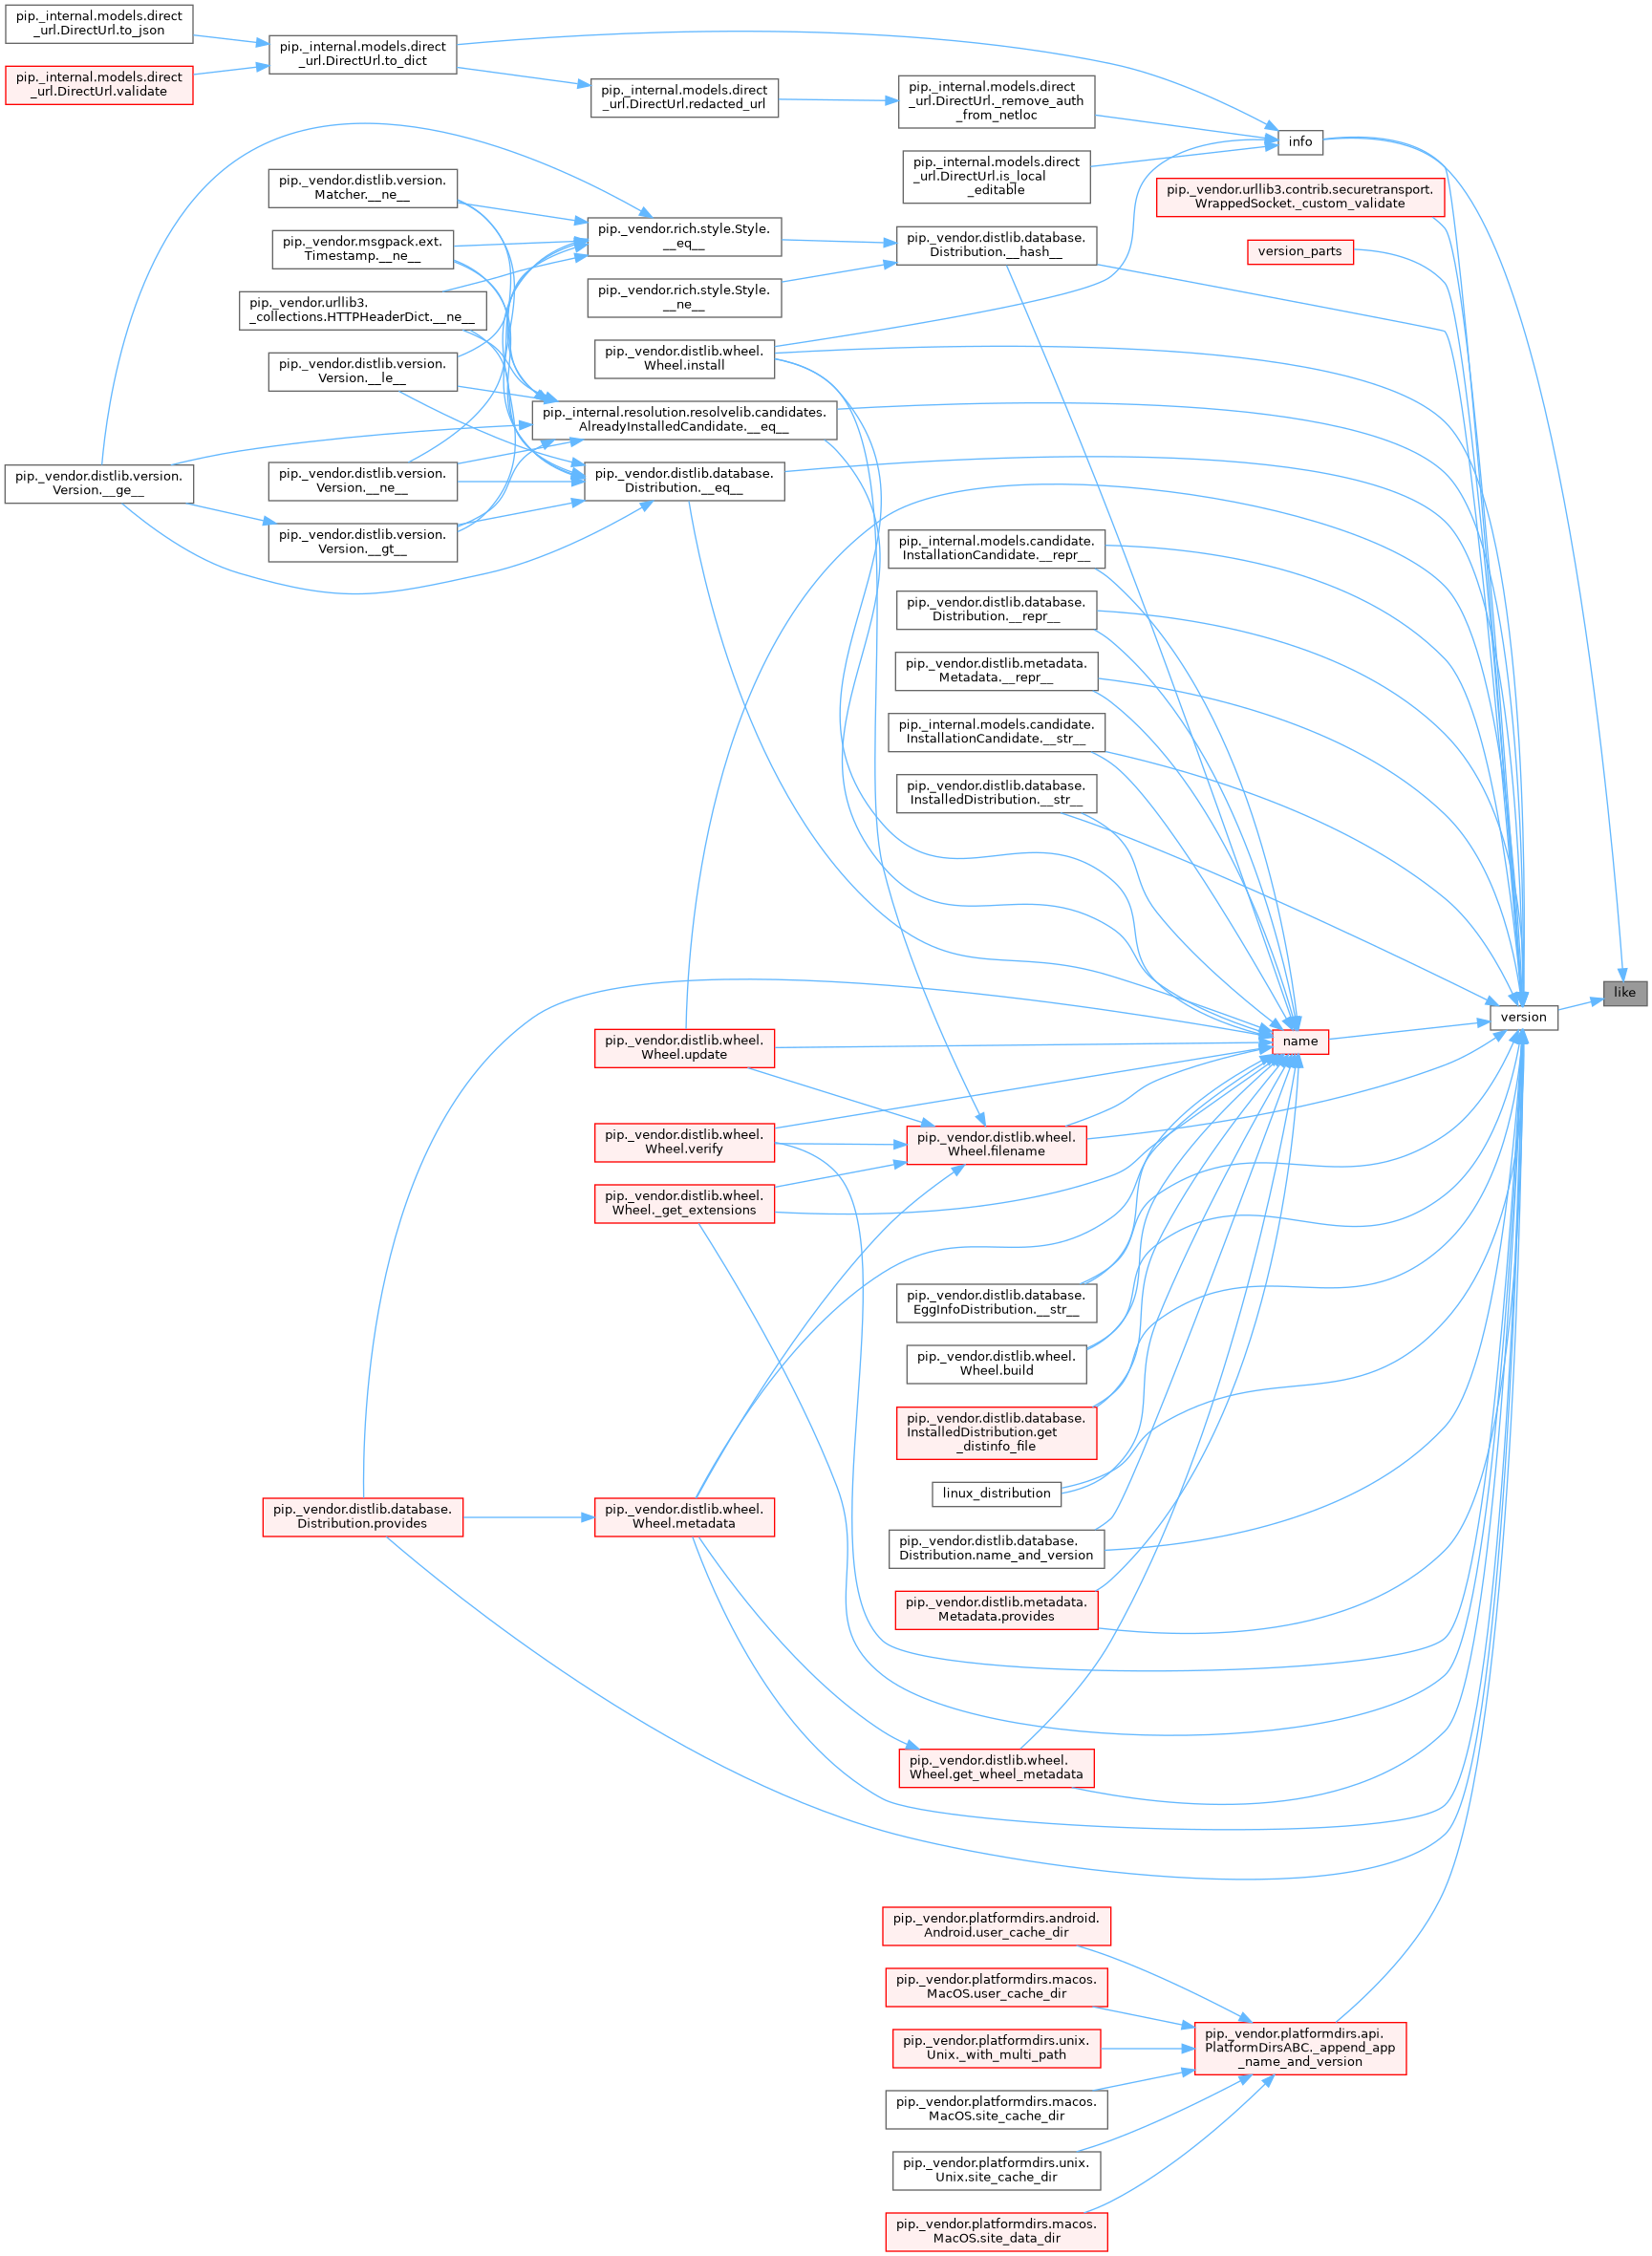 pip._internal.models.direct
_url.DirectUrl.to_json
pip._internal.models.direct
_url.DirectUrl.validate
pip._internal.models.direct
_url.DirectUrl.to_dict
pip._internal.models.direct
_url.DirectUrl.redacted_url
pip._internal.models.direct
_url.DirectUrl._remove_auth
_from_netloc
info
pip._internal.models.direct
_url.DirectUrl.is_local
_editable
pip._vendor.urllib3.contrib.securetransport.
WrappedSocket._custom_validate
version_parts
pip._vendor.distlib.version.
Matcher.__ne__
pip._vendor.msgpack.ext.
Timestamp.__ne__
pip._vendor.urllib3.
_collections.HTTPHeaderDict.__ne__
pip._vendor.distlib.version.
Version.__le__
pip._vendor.distlib.version.
Version.__ge__
pip._vendor.distlib.version.
Version.__ne__
pip._vendor.distlib.version.
Version.__gt__
pip._vendor.rich.style.Style.
__eq__
pip._vendor.rich.style.Style.
__ne__
pip._vendor.distlib.database.
Distribution.__hash__
pip._vendor.distlib.wheel.
Wheel.install
pip._internal.resolution.resolvelib.candidates.
AlreadyInstalledCandidate.__eq__
pip._vendor.distlib.database.
Distribution.__eq__
pip._internal.models.candidate.
InstallationCandidate.__repr__
pip._vendor.distlib.database.
Distribution.__repr__
pip._vendor.distlib.metadata.
Metadata.__repr__
pip._internal.models.candidate.
InstallationCandidate.__str__
pip._vendor.distlib.database.
InstalledDistribution.__str__
like
version
name
pip._vendor.distlib.wheel.
Wheel.update
pip._vendor.distlib.wheel.
Wheel.verify
pip._vendor.distlib.wheel.
Wheel.filename
pip._vendor.distlib.wheel.
Wheel._get_extensions
pip._vendor.distlib.database.
EggInfoDistribution.__str__
pip._vendor.distlib.wheel.
Wheel.build
pip._vendor.distlib.database.
InstalledDistribution.get
_distinfo_file
linux_distribution
pip._vendor.distlib.database.
Distribution.provides
pip._vendor.distlib.wheel.
Wheel.metadata
pip._vendor.distlib.database.
Distribution.name_and_version
pip._vendor.distlib.metadata.
Metadata.provides
pip._vendor.distlib.wheel.
Wheel.get_wheel_metadata
pip._vendor.platformdirs.android.
Android.user_cache_dir
pip._vendor.platformdirs.macos.
MacOS.user_cache_dir
pip._vendor.platformdirs.unix.
Unix._with_multi_path
pip._vendor.platformdirs.api.
PlatformDirsABC._append_app
_name_and_version
pip._vendor.platformdirs.macos.
MacOS.site_cache_dir
pip._vendor.platformdirs.unix.
Unix.site_cache_dir
pip._vendor.platformdirs.macos.
MacOS.site_data_dir